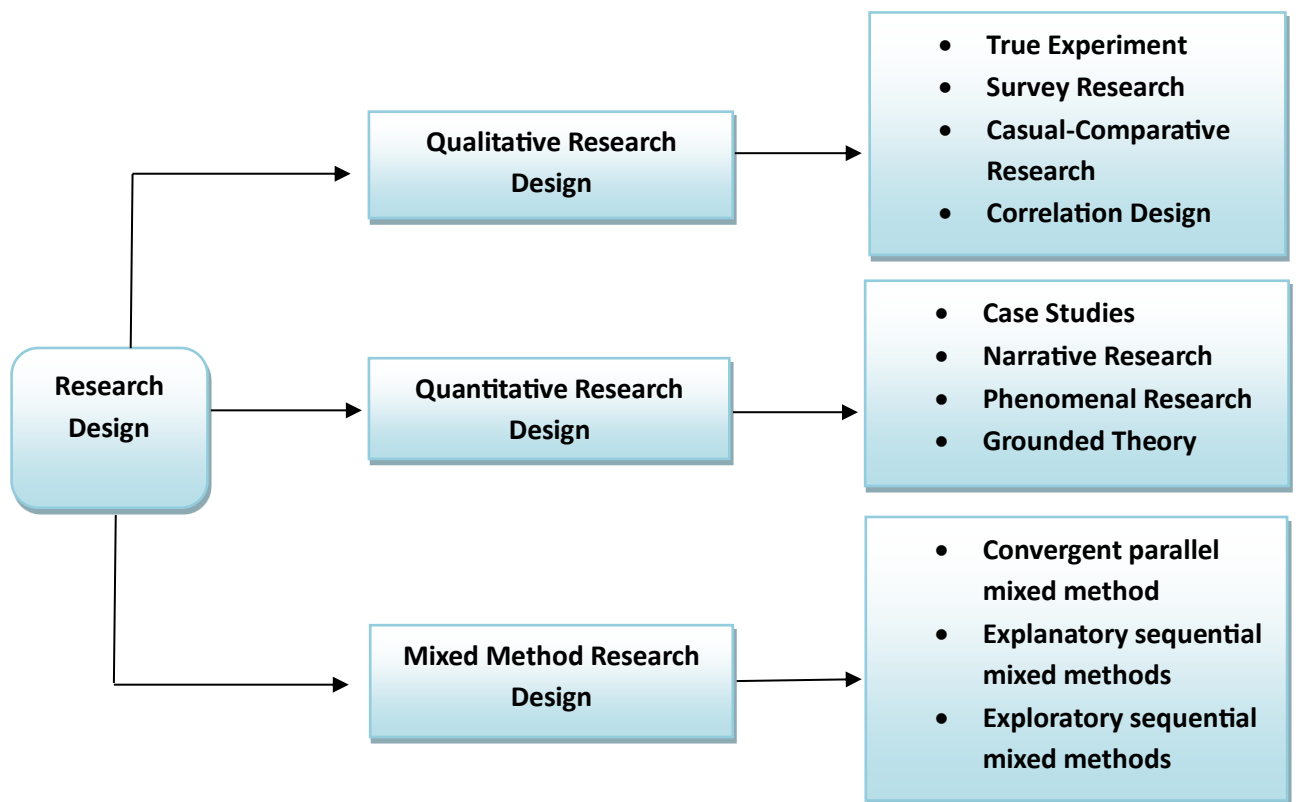 Research
Design
Qualitative Research
Design
• True Experiment
• Survey Research
• Casual-Comparative
Research
• Correlation Design
Quantitative Research
Design
• Case Studies
• Narrative Research
• Phenomenal Research
• Grounded Theory
Mixed Method Research
Design
• Convergent parallel
mixed method
• Explanatory sequential
mixed methods
• Exploratory sequential
mixed methods